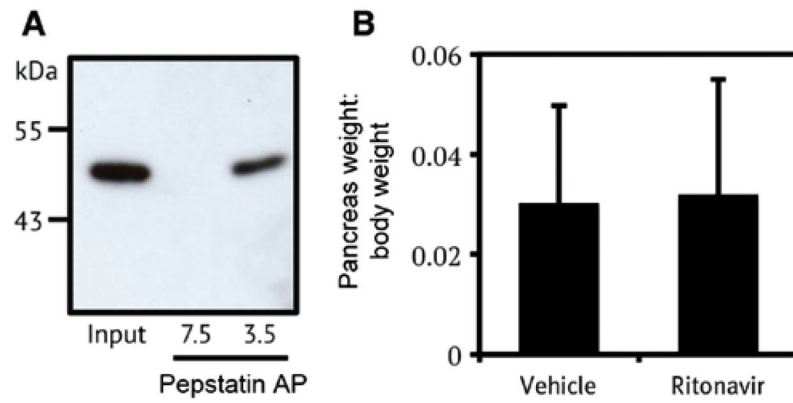 A
kDa
55
43
Input 7.5 3.5
Pepstatin AP
B
Pancreas weight:
body weight
0.06
0.04
0.02
0
Vehicle Ritonavir